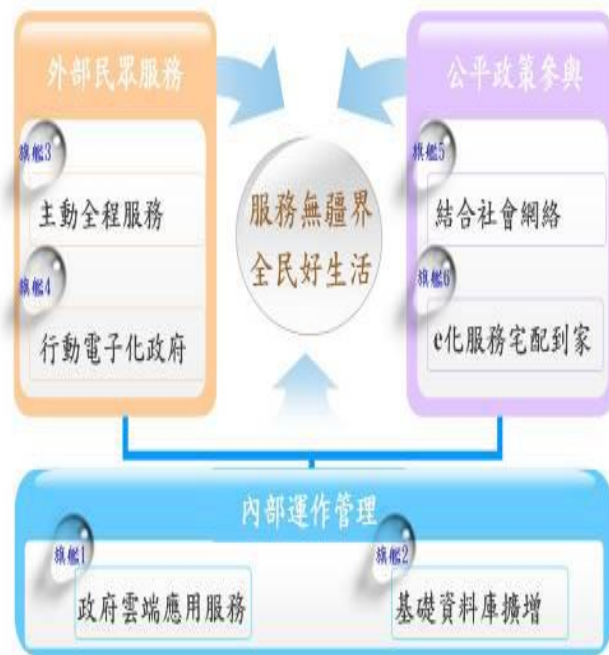 外部民眾服務
旗艦3
主動全程服務
旗艦4
行動電子化政府
服務無疆界
全民好生活
公平政策參與
旗艦5
結合社會網絡
旗艦6
e化服務宅配到家
內部運作管理
旗艦1
政府雲端應用服務
旗艦2
基礎資料庫擴增